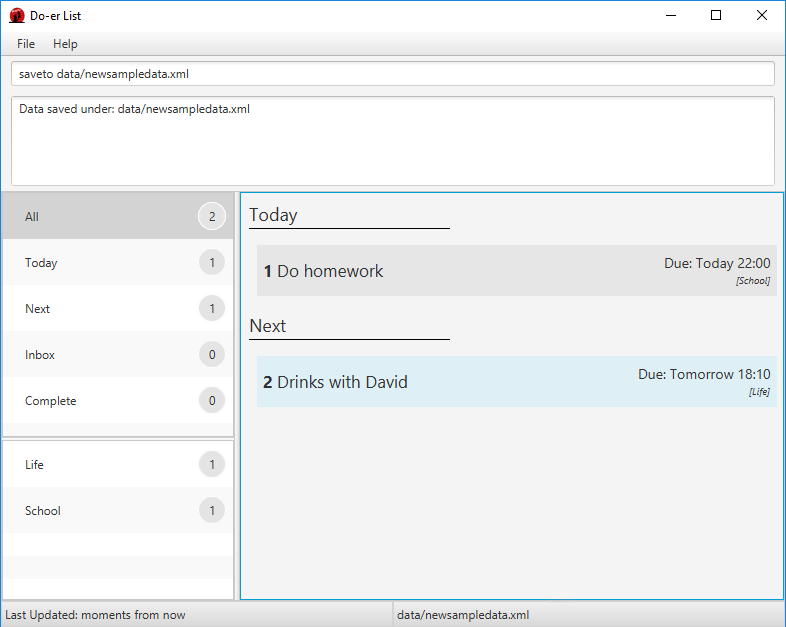 Do-er List
File Help
saveto data/newsampledata.xml
Data saved under: data/newsampledata.xml
All 2
Today 1
Next 1
Inbox 0
Complete 0
Life 1
School 1
Today
1 Do homework Due: Today 22:00
[School]
Next
2 Drinks with David Due: Tomorrow 18:10
[Life]
Last Updated: moments from now data/newsampledata.xml